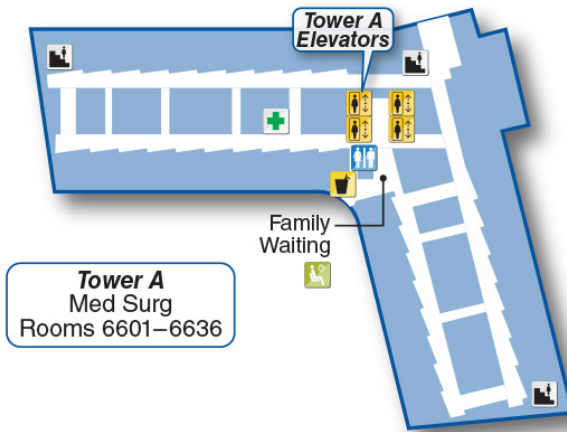 Tower A
Elevators
Family
Waiting
Tower A
Med Surg
Rooms 6601–6636